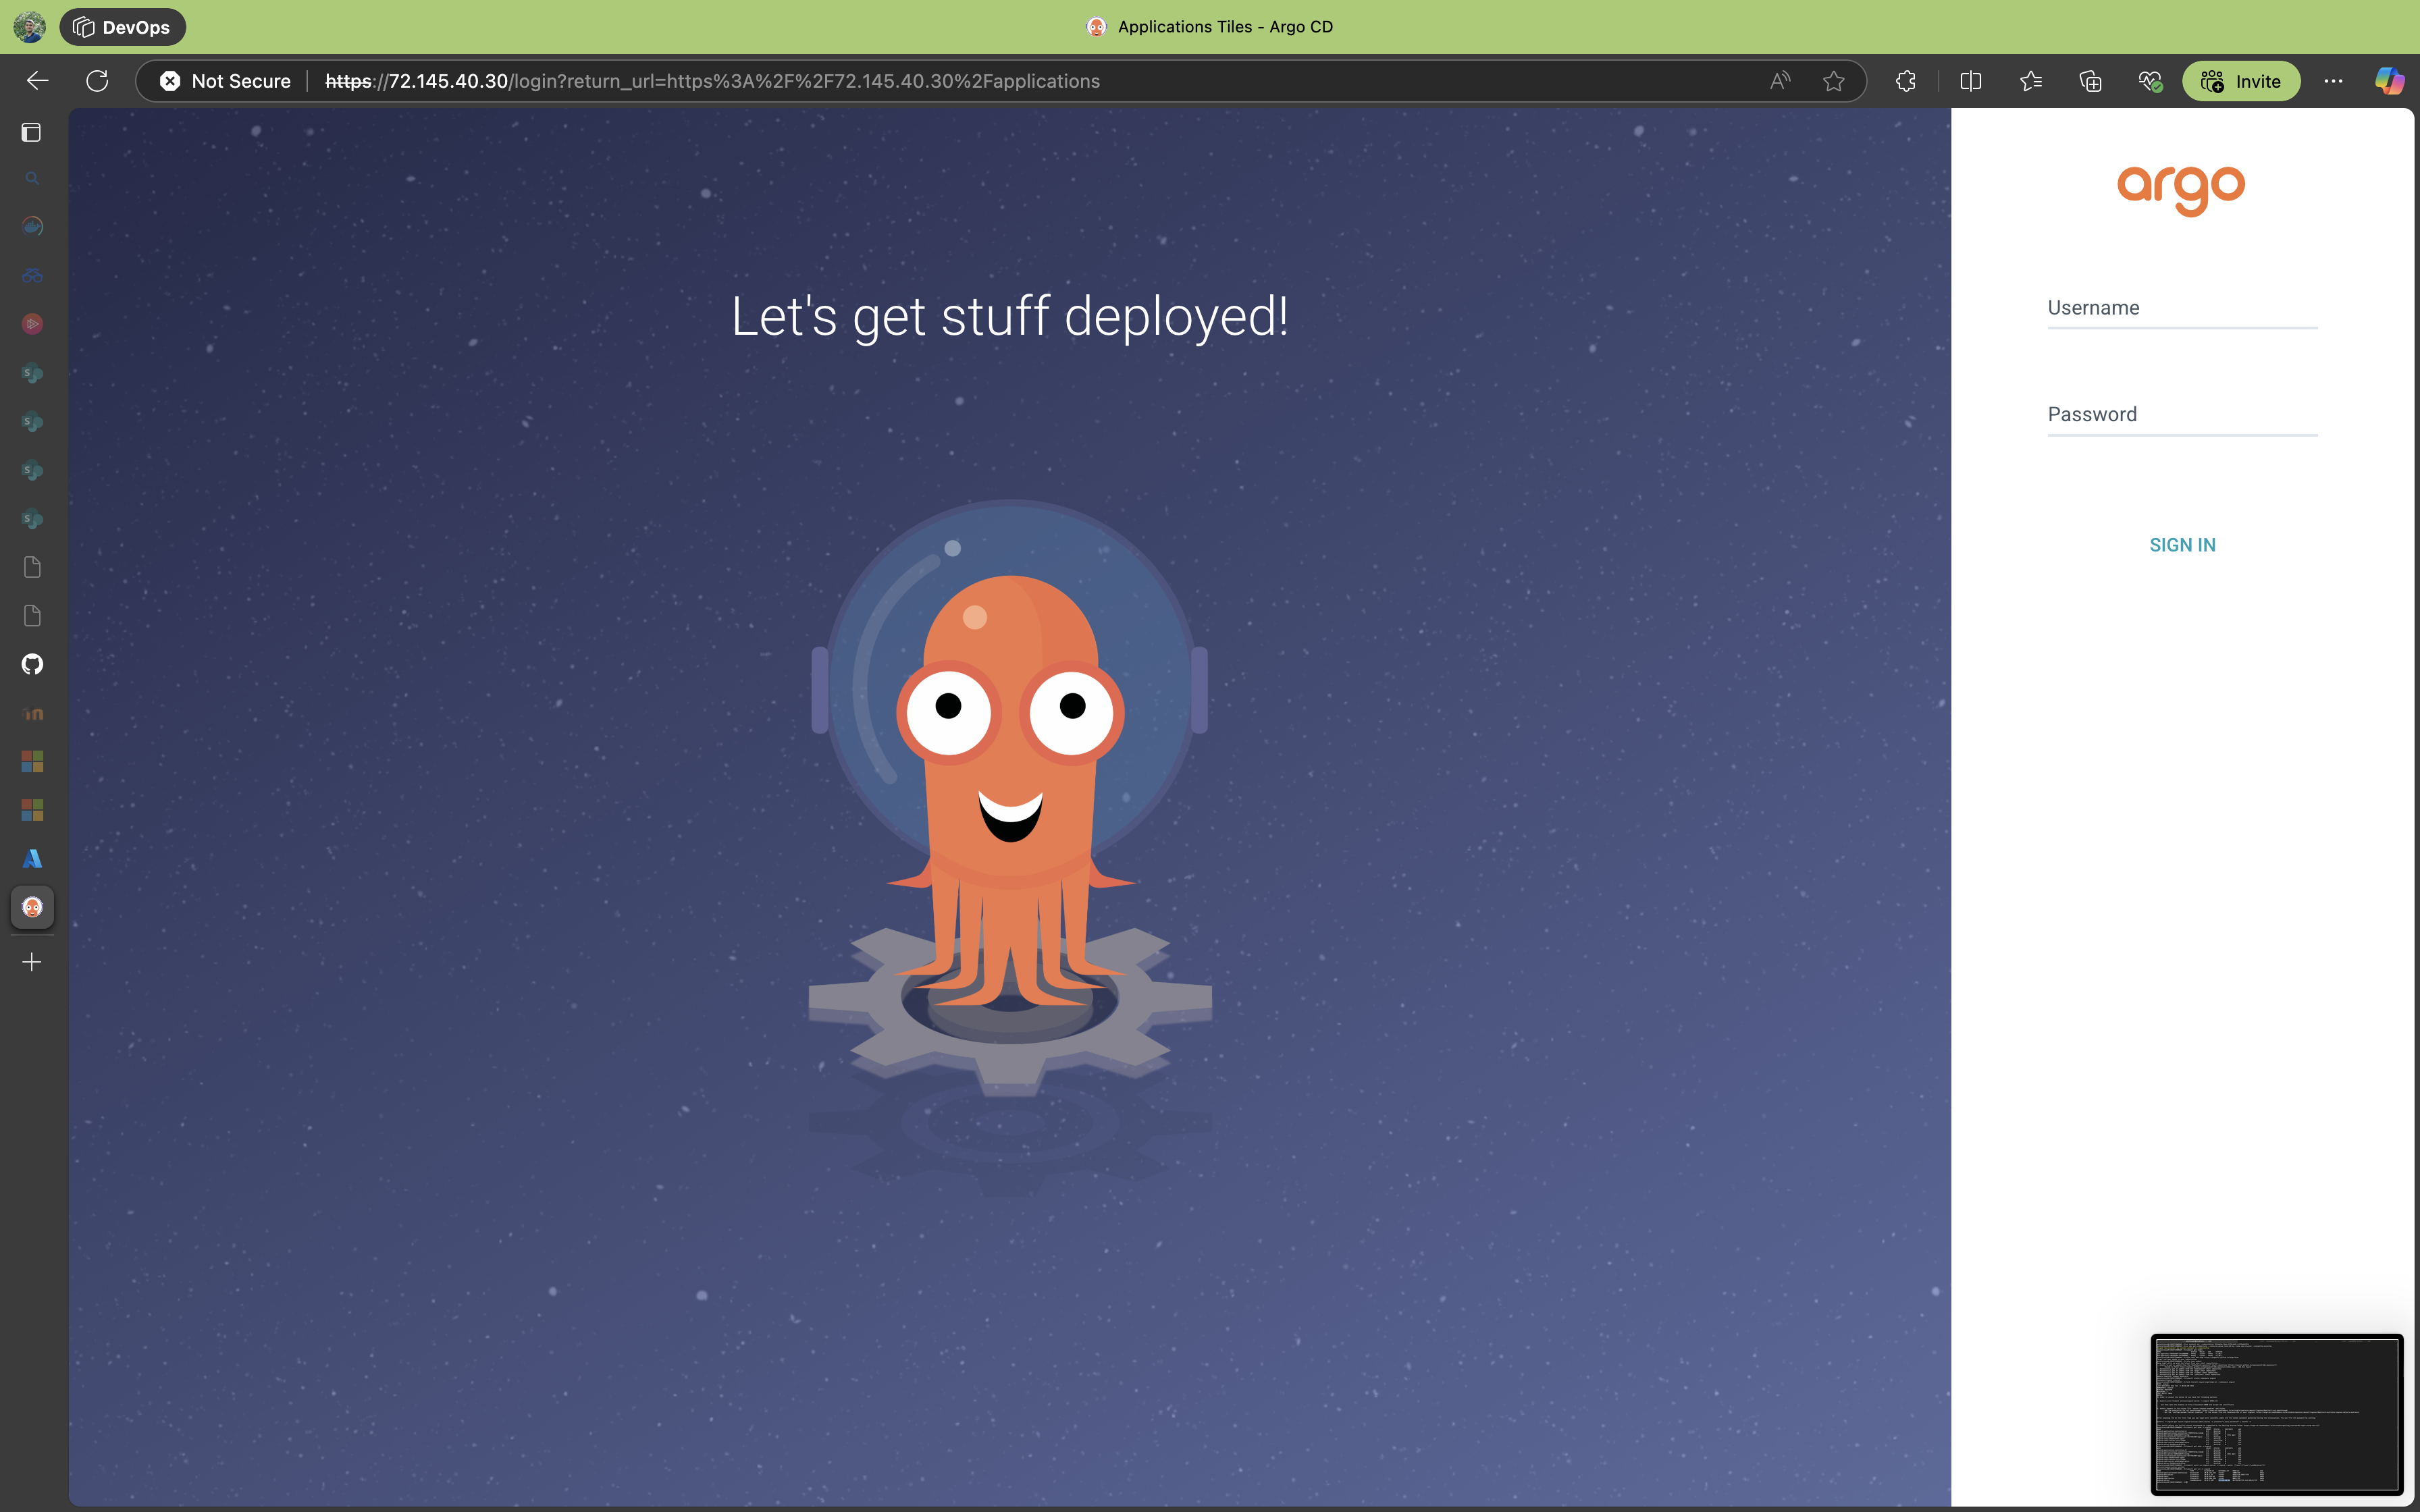 DevOps
Applications Tiles - Argo CD
Not Secure
https://72.145.40.30/login?return_url=https%3A%2F%2F72.145.40.30%2Fapplications
Invite
argo
Let's get stuff deployed!
Username
Password
SIGN IN